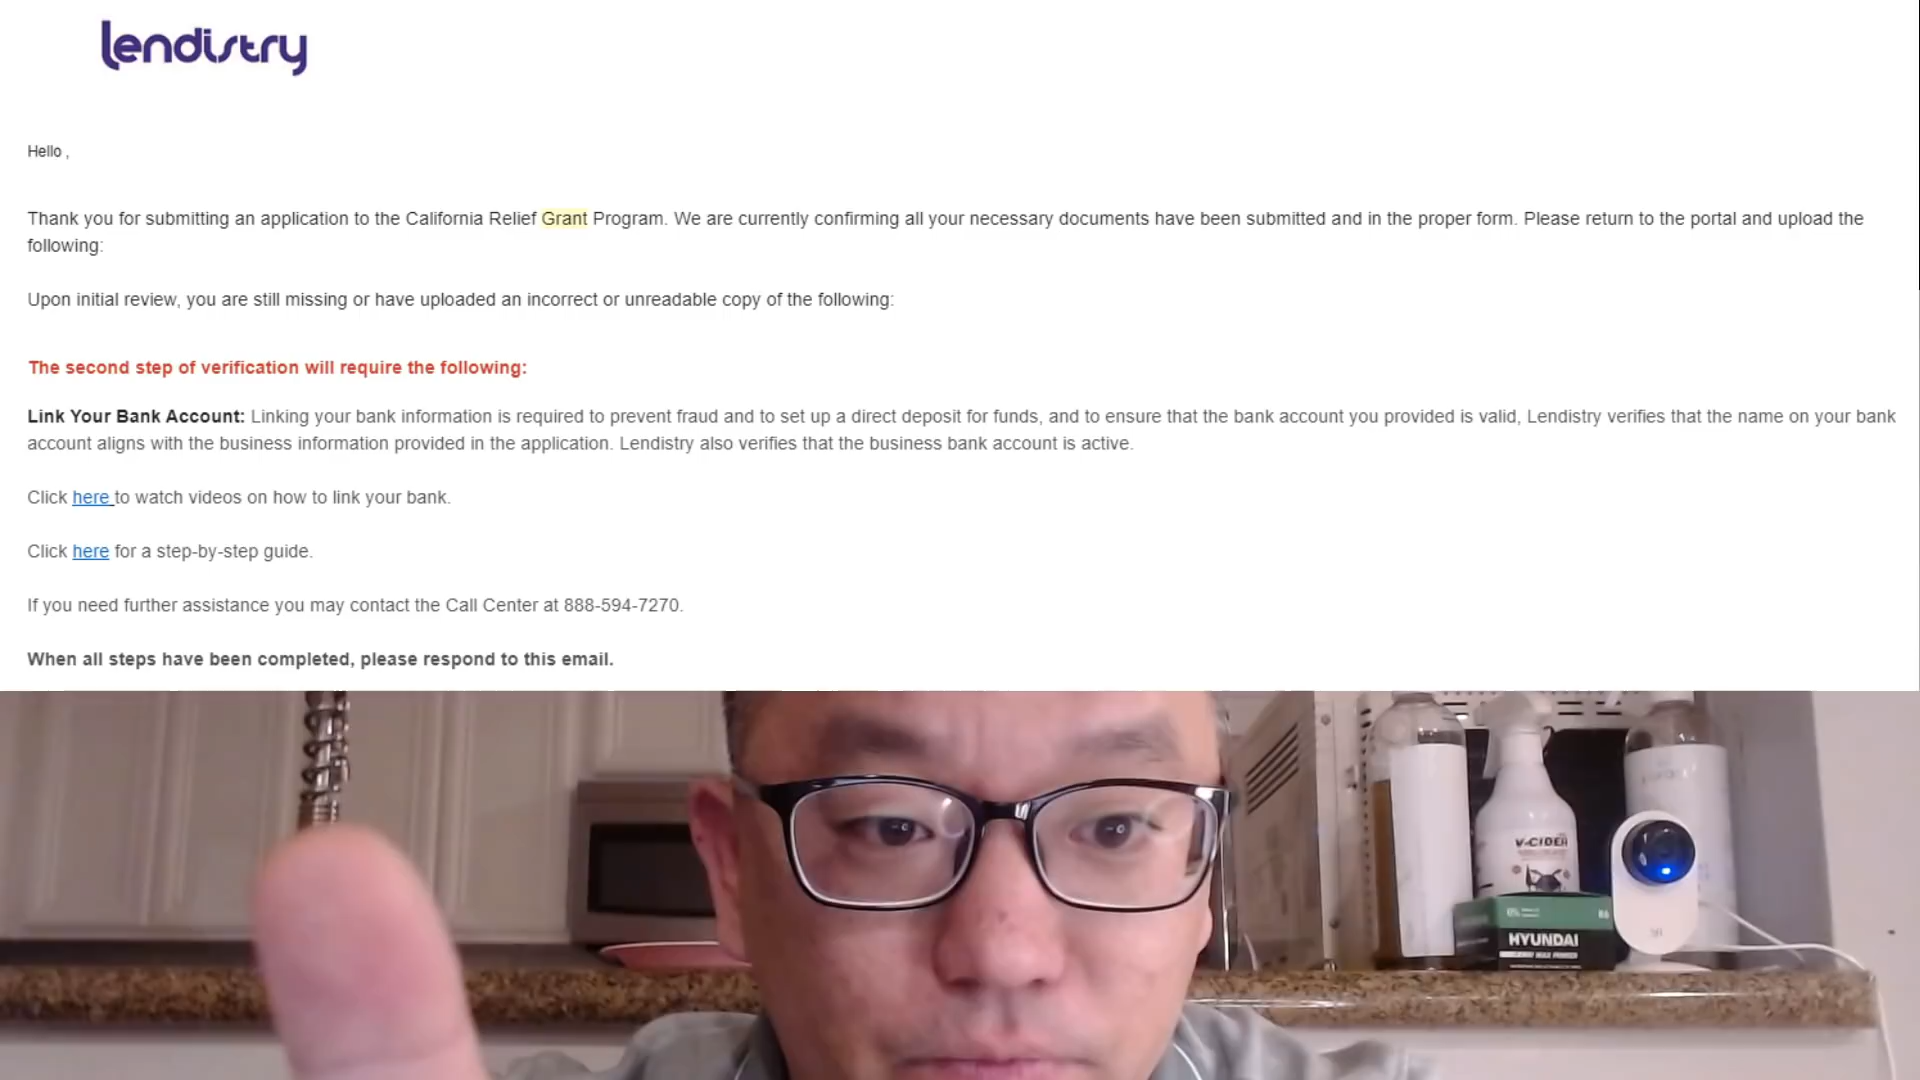 lendistry
Hello ,
Thank you for submitting an application to the California Relief Grant Program. We are currently confirming all your necessary documents have been submitted and in the proper form. Please return to the portal and upload the
following:
Upon initial review, you are still missing or have uploaded an incorrect or unreadable copy of the following:
The second step of verification will require the following:
Link Your Bank Account: Linking your bank information is required to prevent fraud and to set up a direct deposit for funds, and to ensure that the bank account you provided is valid, Lendistry verifies that the name on your bank
account aligns with the business information provided in the application. Lendistry also verifies that the business bank account is active.
Click here to watch videos on how to link your bank.
Click here for a step-by-step guide.
If you need further assistance you may contact the Call Center at 888-594-7270.
When all steps have been completed, please respond to this email.
V-CIDER
HYUNDAI